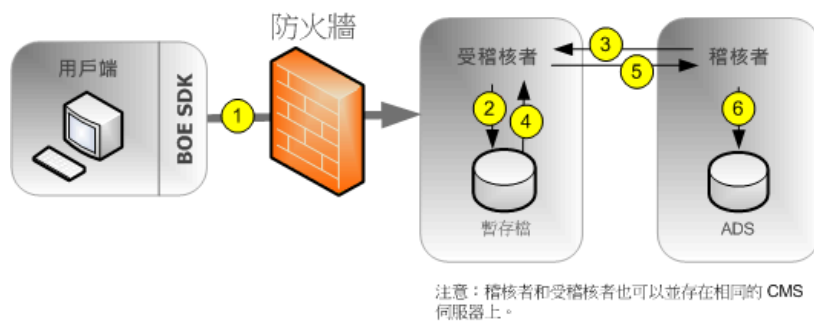 防火牆
用戶端
BOE SDK
1
受稽核者
3
5
稽核者
2
4
6
暫存檔
ADS
注意：稽核者和受稽核者也可以並存在相同的 CMS
伺服器上。